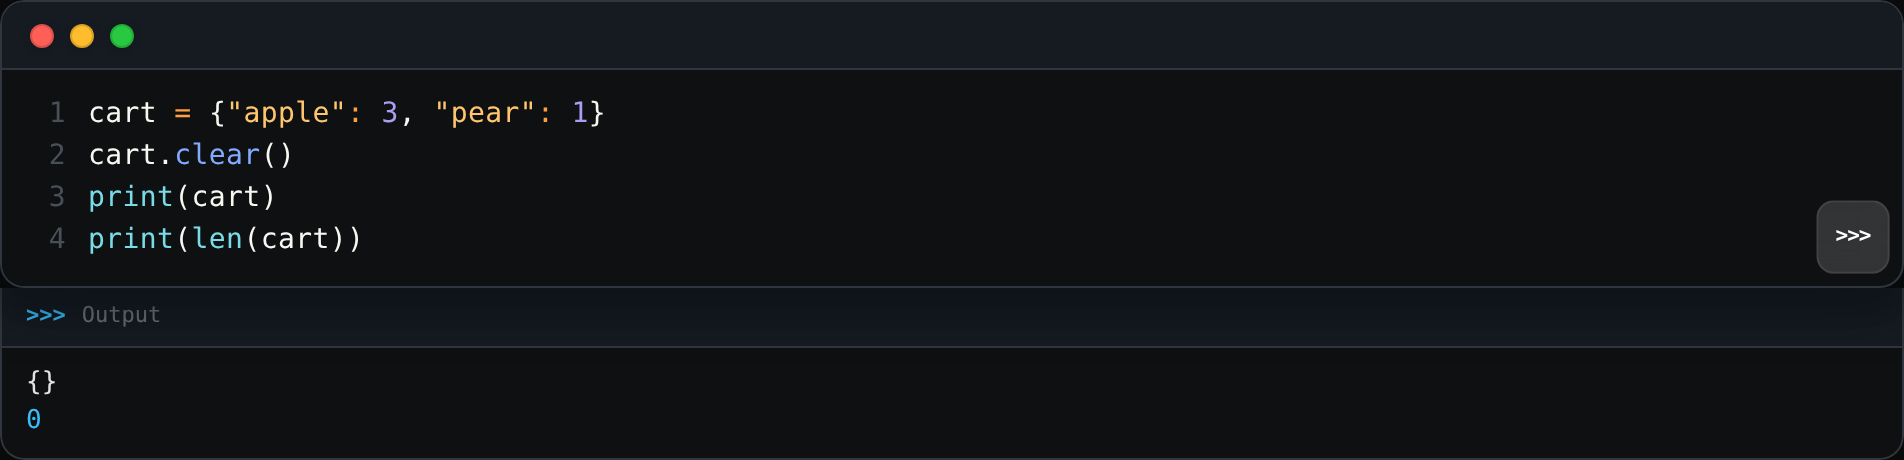 1 cart = {"apple": 3, "pear": 1}
2 cart.clear()
3 print(cart)
4 print(len(cart))
>>>
>>> Output
{}
0